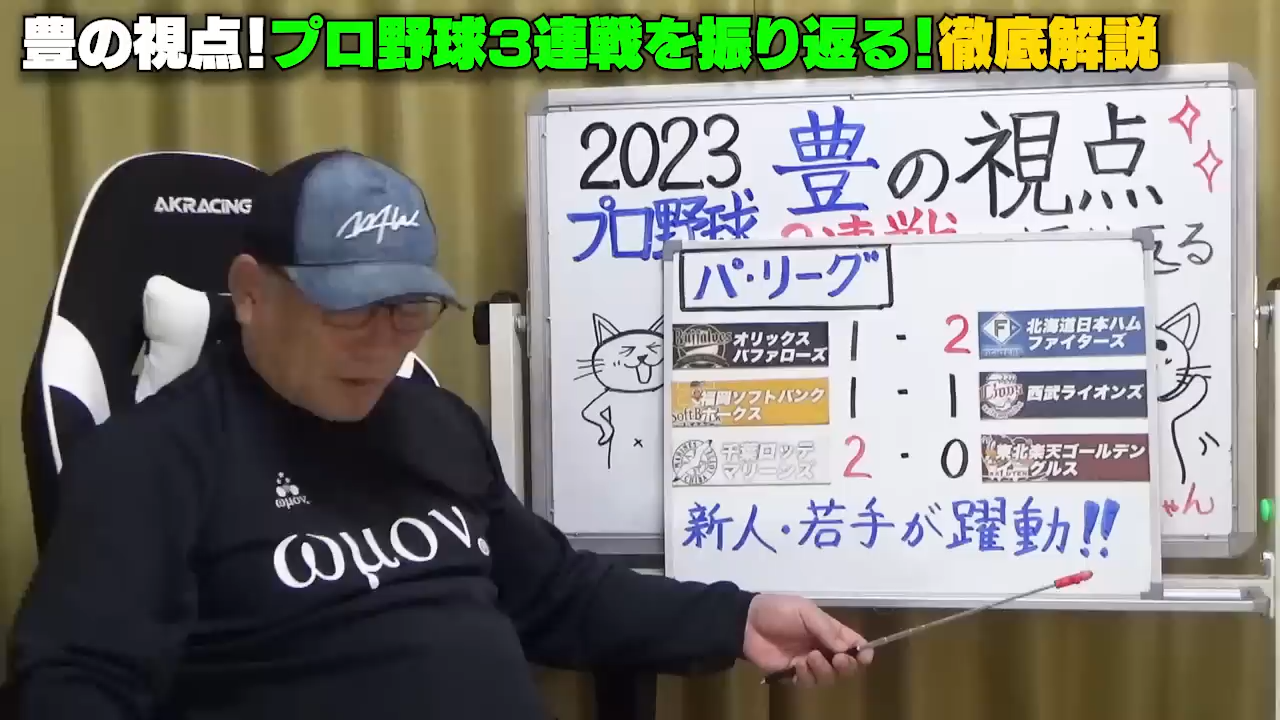 豊の視点!プロ野球3連戦を振り返る!徹底解説
AKRACING
2023 豊の視点
プロ野球
る
パ・リーグ
Buffaloes オリックス バファローズ 1 - 2 F 北海道日本ハム ファイターズ
福岡ソフトバンク ホークス 1 - 1 Lions 西武ライオンズ
千葉ロッテ マリーンズ 2 - 0 東北楽天ゴールデン イーグルス
新人・若手が躍動!!
ゃん
ωμον.
ωμον.